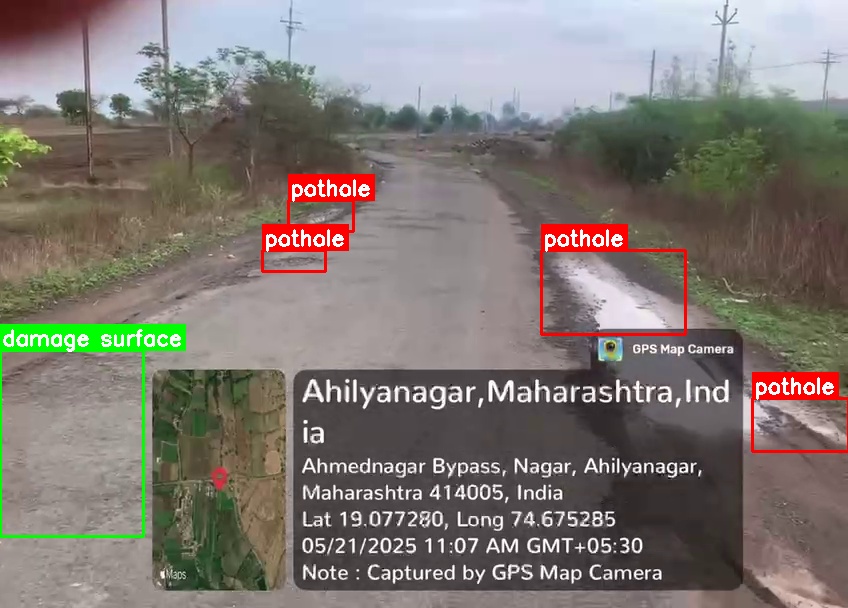 pothole
pothole
pothole
damage surface
GPS Map Camera
pothole
Ahilyanagar,Maharashtra,Ind
ia
Ahmednagar Bypass, Nagar, Ahilyanagar,
Maharashtra 414005, India
Lat 19.077280, Long 74.675285
05/21/2025 11:07 AM GMT+05:30
Note : Captured by GPS Map Camera
Maps